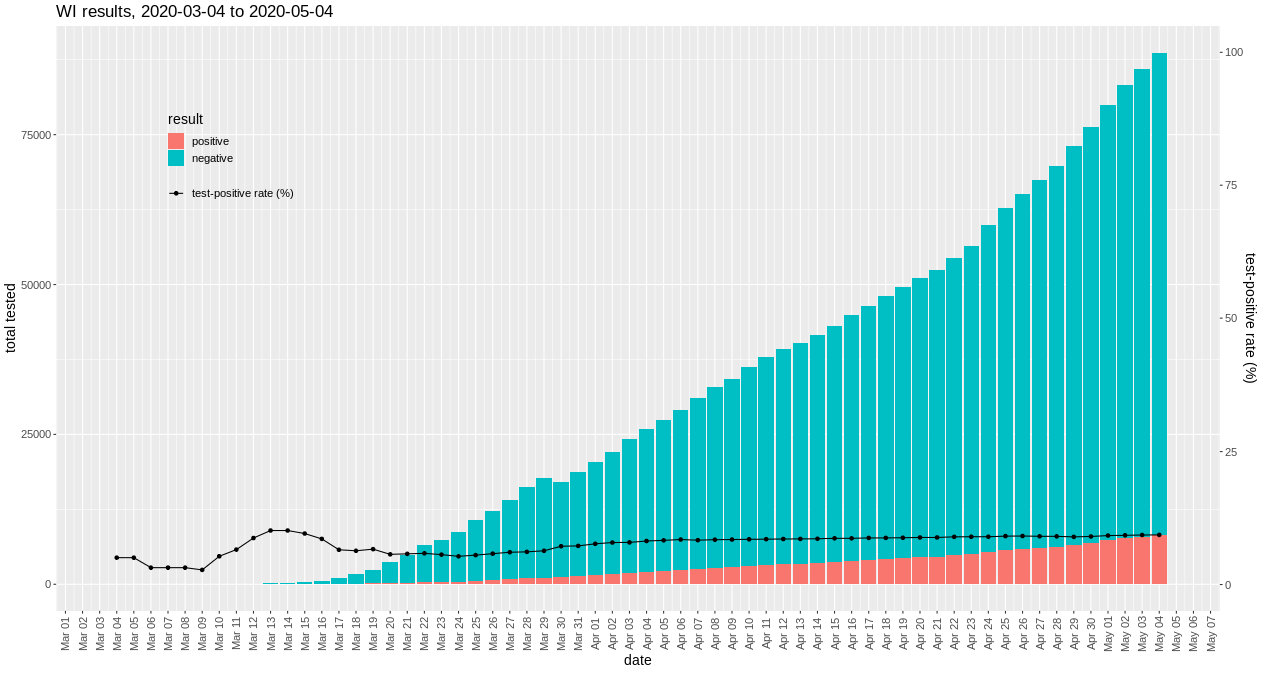 WI results, 2020-03-04 to 2020-05-04
result
positive
negative
test-positive rate (%)
total tested
75000
50000
25000
0
100
75
50
25
0
test-positive rate (%)
Mar 01
Mar 02
Mar 03
Mar 04
Mar 05
Mar 06
Mar 07
Mar 08
Mar 09
Mar 10
Mar 11
Mar 12
Mar 13
Mar 14
Mar 15
Mar 16
Mar 17
Mar 18
Mar 19
Mar 20
Mar 21
Mar 22
Mar 23
Mar 24
Mar 25
Mar 26
Mar 27
Mar 28
Mar 29
Mar 30
Mar 31
Apr 01
Apr 02
Apr 03
Apr 04
Apr 05
Apr 06
Apr 07
Apr 08
Apr 09
Apr 10
Apr 11
Apr 12
Apr 13
Apr 14
Apr 15
Apr 16
Apr 17
Apr 18
Apr 19
Apr 20
Apr 21
Apr 22
Apr 23
Apr 24
Apr 25
Apr 26
Apr 27
Apr 28
Apr 29
Apr 30
May 01
May 02
May 03
May 04
May 05
May 06
May 07
date